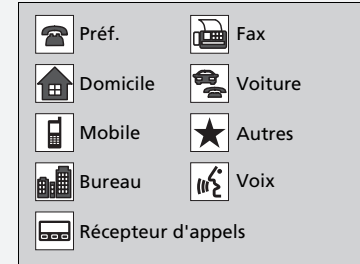 Préf. Fax
Domicile Voiture
Mobile Autres
Bureau Voix
Récepteur d'appels